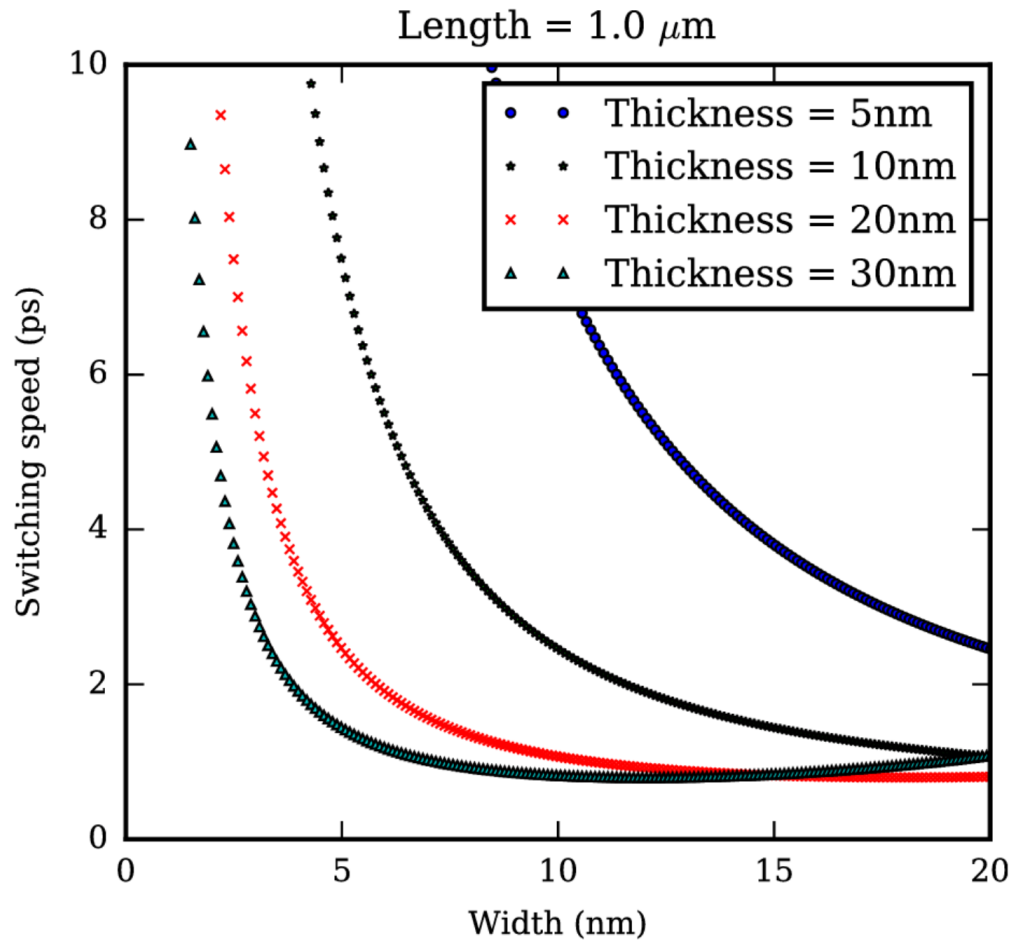 Length = 1.0 μm
10
8
6
4
2
0
Switching speed (ps)
Thickness = 5nm
Thickness = 10nm
Thickness = 20nm
Thickness = 30nm
0 5 10 15 20
Width (nm)